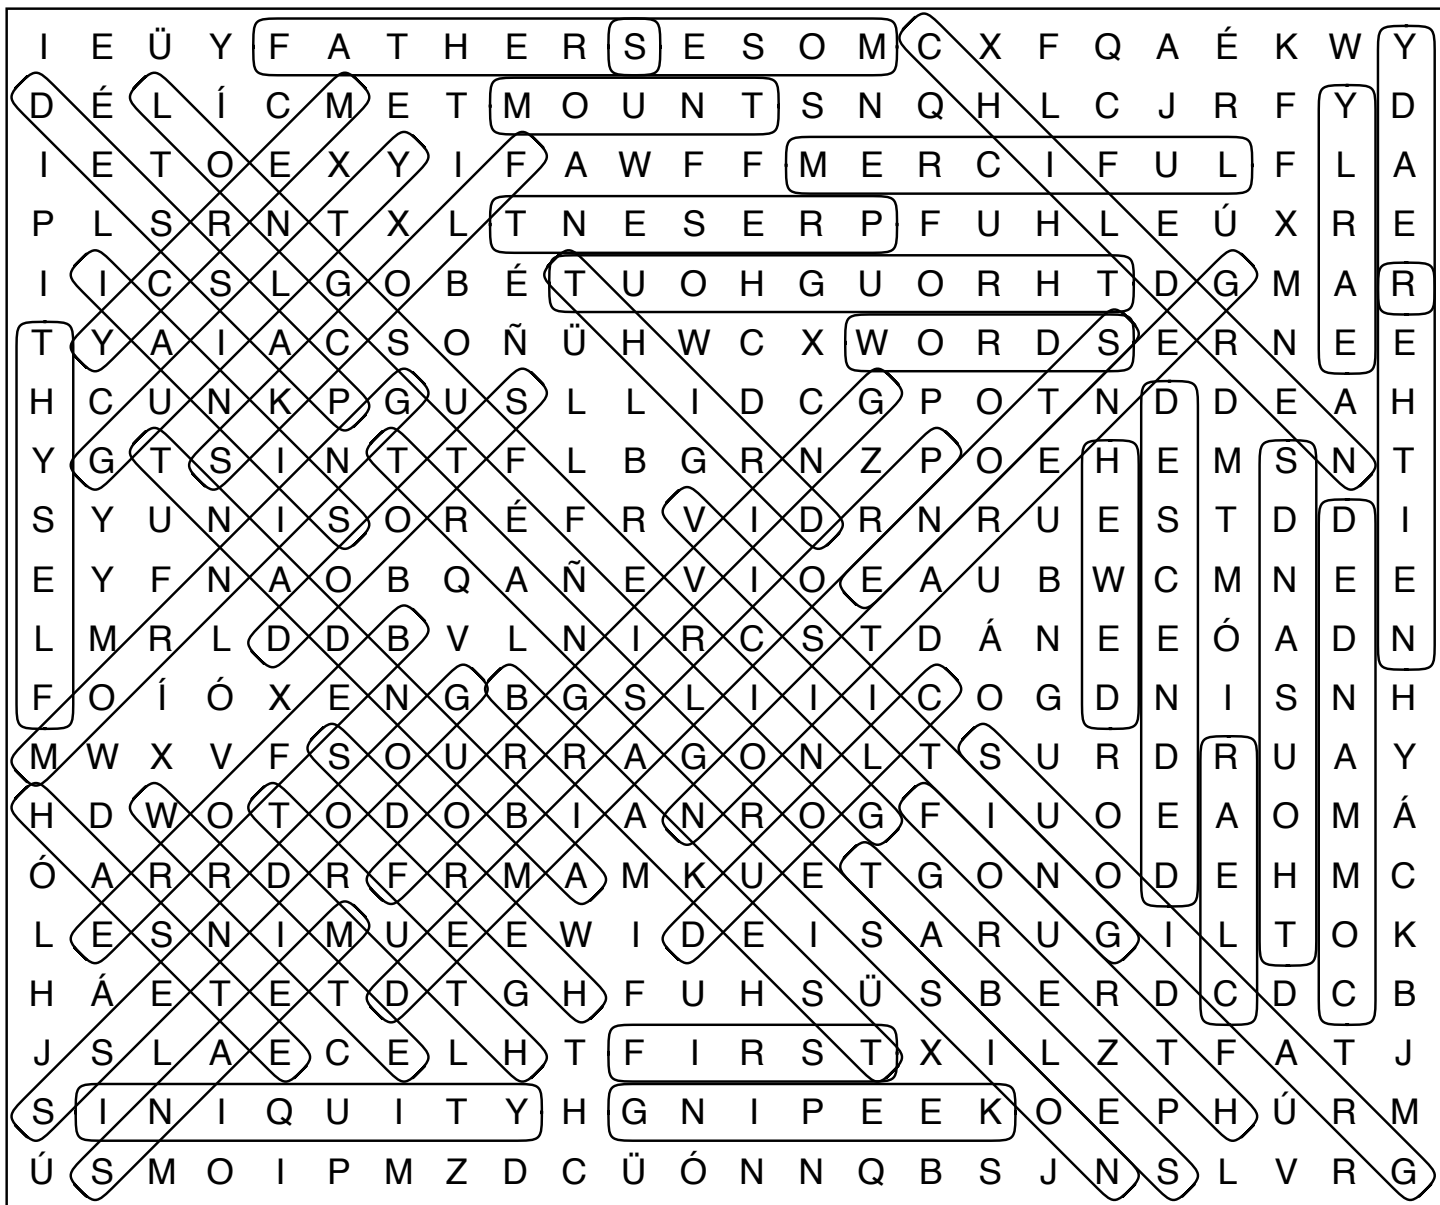 I E Ü Y F A T H E R S E S O M C X F Q A É K W Y
D É L Í C M E T M O U N T S N Q H L C J R F Y D
I E T O E X Y I F A W F F M E R C I F U L F L A
P L S R N T X L T N E S E R P F U H L E Ú X R E
I I C S L G O B É T U O H G U O R H T D G M A R
T Y A I A C S O Ñ Ü H W C X W O R D S E R N E E
H C U N K P G U S L L I D C G P O T N D D E A H
Y G T S I N T T F L B G R N Z P O E H E M S N T
S Y U N I S O R É F R V I D R N R U E S T D D I
E Y F N A O B Q A Ñ E V I O E A U B W C M N E E
L M R L D D B V L N I R C S T D Á N E E Ó A D N
F O Í Ó X E N G B G S L I I I C O G D N I S N H
M W X V F S O U R R A G O N L T S U R D R U A Y
H D W O T O D O B I A N R O G F I U O E A O M Á
Ó A R R D R F R M A M K U E T G O N O D E H M C
L E S N I M U E E W I D E I S A R U G I L T O K
H Á E T E T D T G H F U H S Ü S B E R D C D C B
J S L A E C E L H T F I R S T X I L Z T F A T J
S I N I Q U I T Y H G N I P E E K O E P H Ú R M
Ú S M O I P M Z D C Ü Ó N N Q B S J N S L V R G